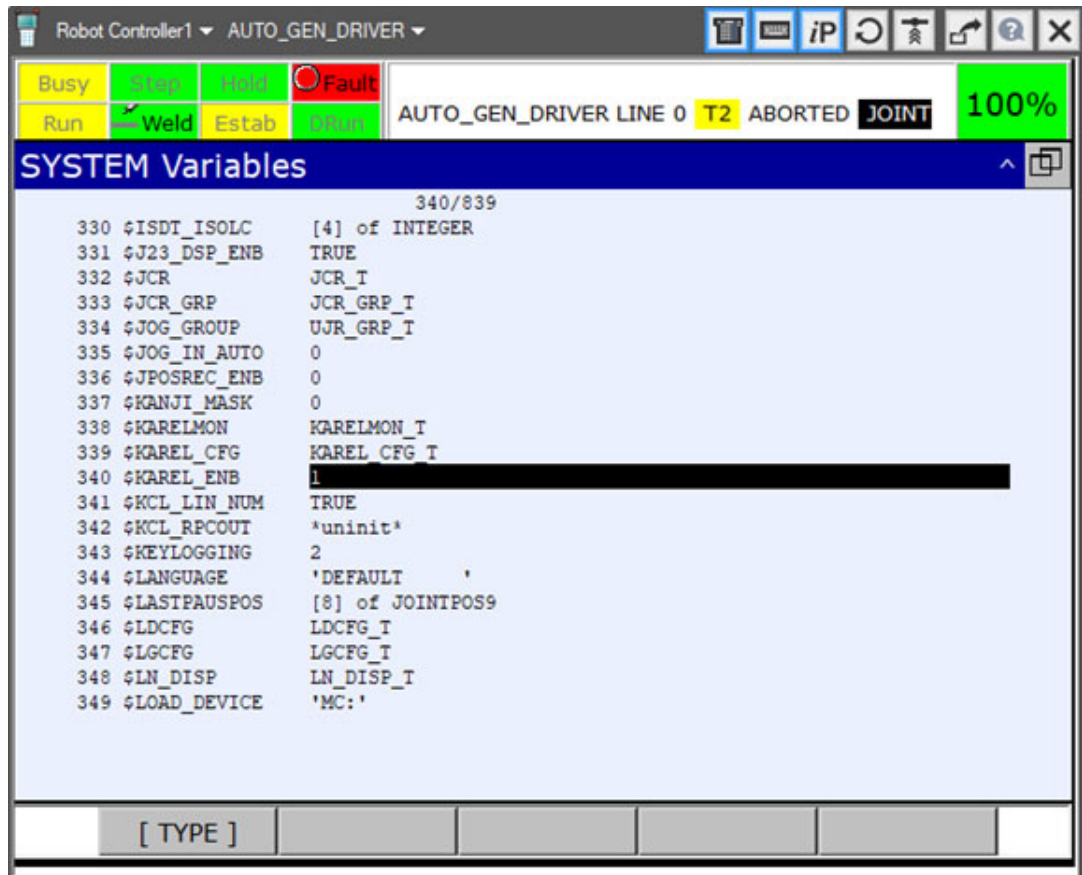 Robot Controller1 AUTO_GEN_DRIVER iP
Busy Step Hold Fault
Run Weld Estab DRun
AUTO_GEN_DRIVER LINE 0 T2 ABORTED JOINT 100%
SYSTEM Variables
340/839
330 $ISDT_ISOLC [4] of INTEGER
331 $J23_DSP_ENB TRUE
332 $JCR JCR_T
333 $JCR_GRP JCR_GRP_T
334 $JOG_GROUP UJR_GRP_T
335 $JOG_IN_AUTO 0
336 $JPOSREC_ENB 0
337 $KANJI_MASK 0
338 $KARELMON KARELMON_T
339 $KAREL_CFG KAREL_CFG_T
340 $KAREL_ENB 1
341 $KCL_LIN_NUM TRUE
342 $KCL_RPCOUT *uninit*
343 $KEYLOGGING 2
344 $LANGUAGE 'DEFAULT '
345 $LASTPAUSPOS [8] of JOINTPOS9
346 $LDCFG LDCFG_T
347 $LGCFG LGCFG_T
348 $LN_DISP LN_DISP_T
349 $LOAD_DEVICE 'MC:'
[ TYPE ]